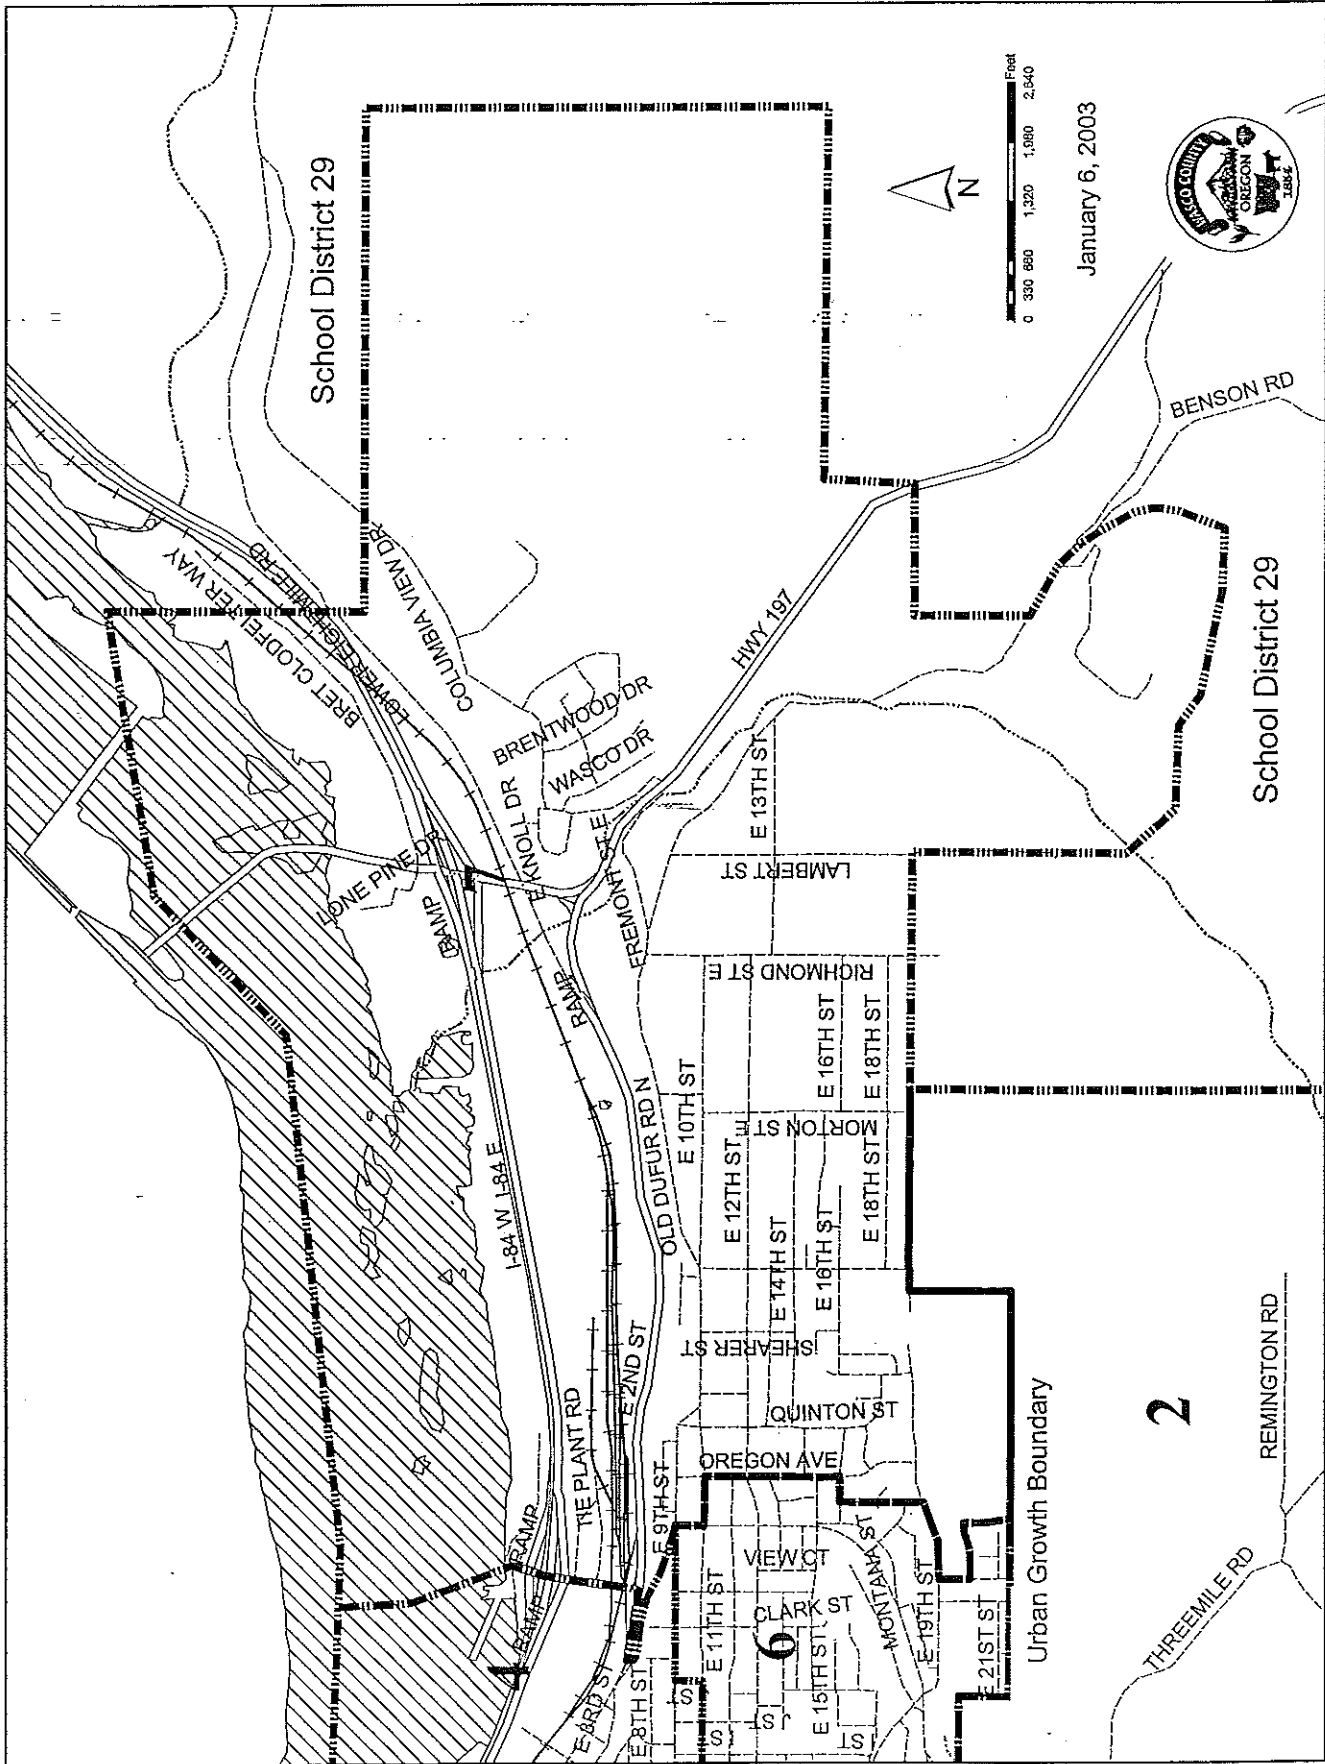 School District 29
Feet
0 330 660 1,320 1,980 2,640
N
January 6, 2003
WASCO COUNTY
OREGON
1854
BENSON RD
COLUMBIA VIEW DR
BRET CLODFELTER WAY
LOWER EIGHTMILE RD
HWY 197
BRENTWOOD DR
WASCO DR
E KNOLL DR
LONE PINE DR
RAMP
FREMONT ST E
E 13TH ST
LAMBERT ST
School District 29
RAMP
RICHMOND ST E
E 16TH ST
E 18TH ST
E 10TH ST
MORTON ST E
OLD DUFUR RD N
E 12TH ST
E 18TH ST
I-84 W I-84 E
E 14TH ST
E 16TH ST
SHEARER ST
E 2ND ST
TIE PLANT RD
QUINTON ST
OREGON AVE
Urban Growth Boundary
2
REMINGTON RD
RAMP
E 9TH ST
VIEW CT
MONTANA ST
E 11TH ST
CLARK ST
E 19TH ST
THREEMILE RD
RAMP
4
6
E 21ST ST
E 15TH ST
E 3RD ST
E 8TH ST
ST
J ST
I S
ST